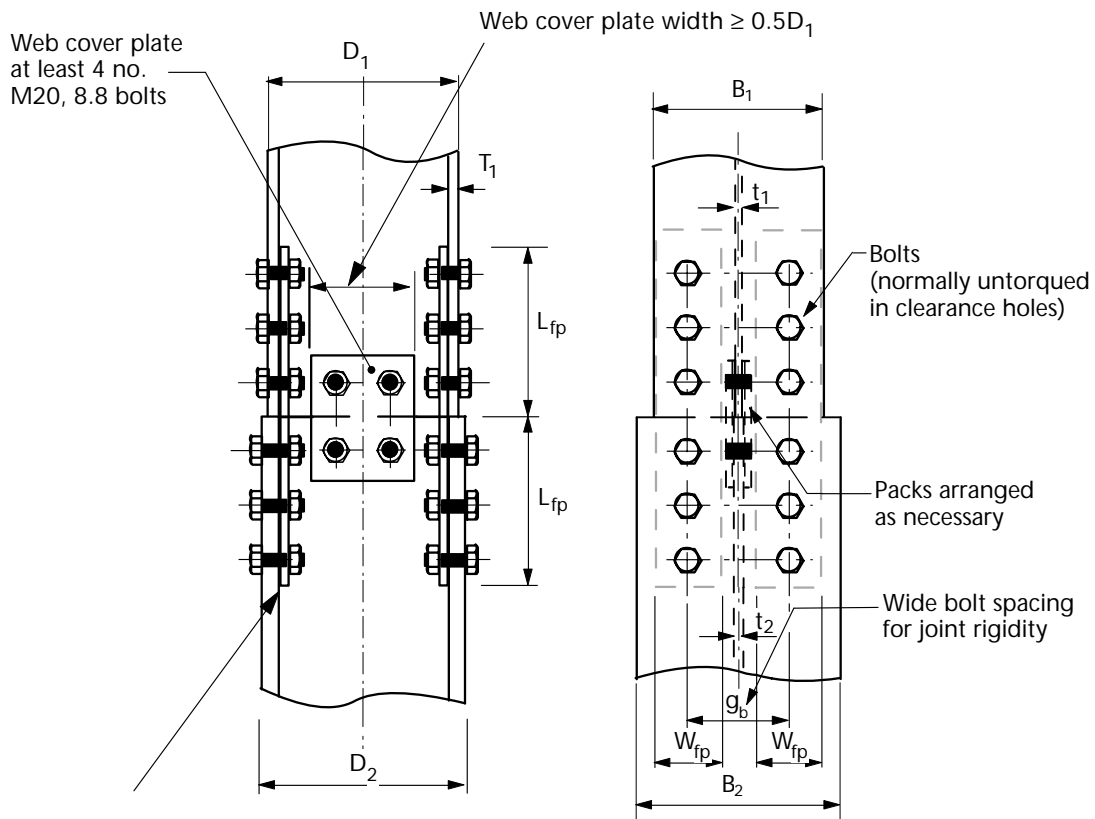 Web cover plate width ≥ 0.5D1
Web cover plate
at least 4 no.
M20, 8.8 bolts
D1
B1
T1
t1
Bolts
(normally untorqued
in clearance holes)
Lfp
Lfp
Packs arranged
as necessary
Wide bolt spacing
for joint rigidity
t2
gb
Wfp
Wfp
D2
B2